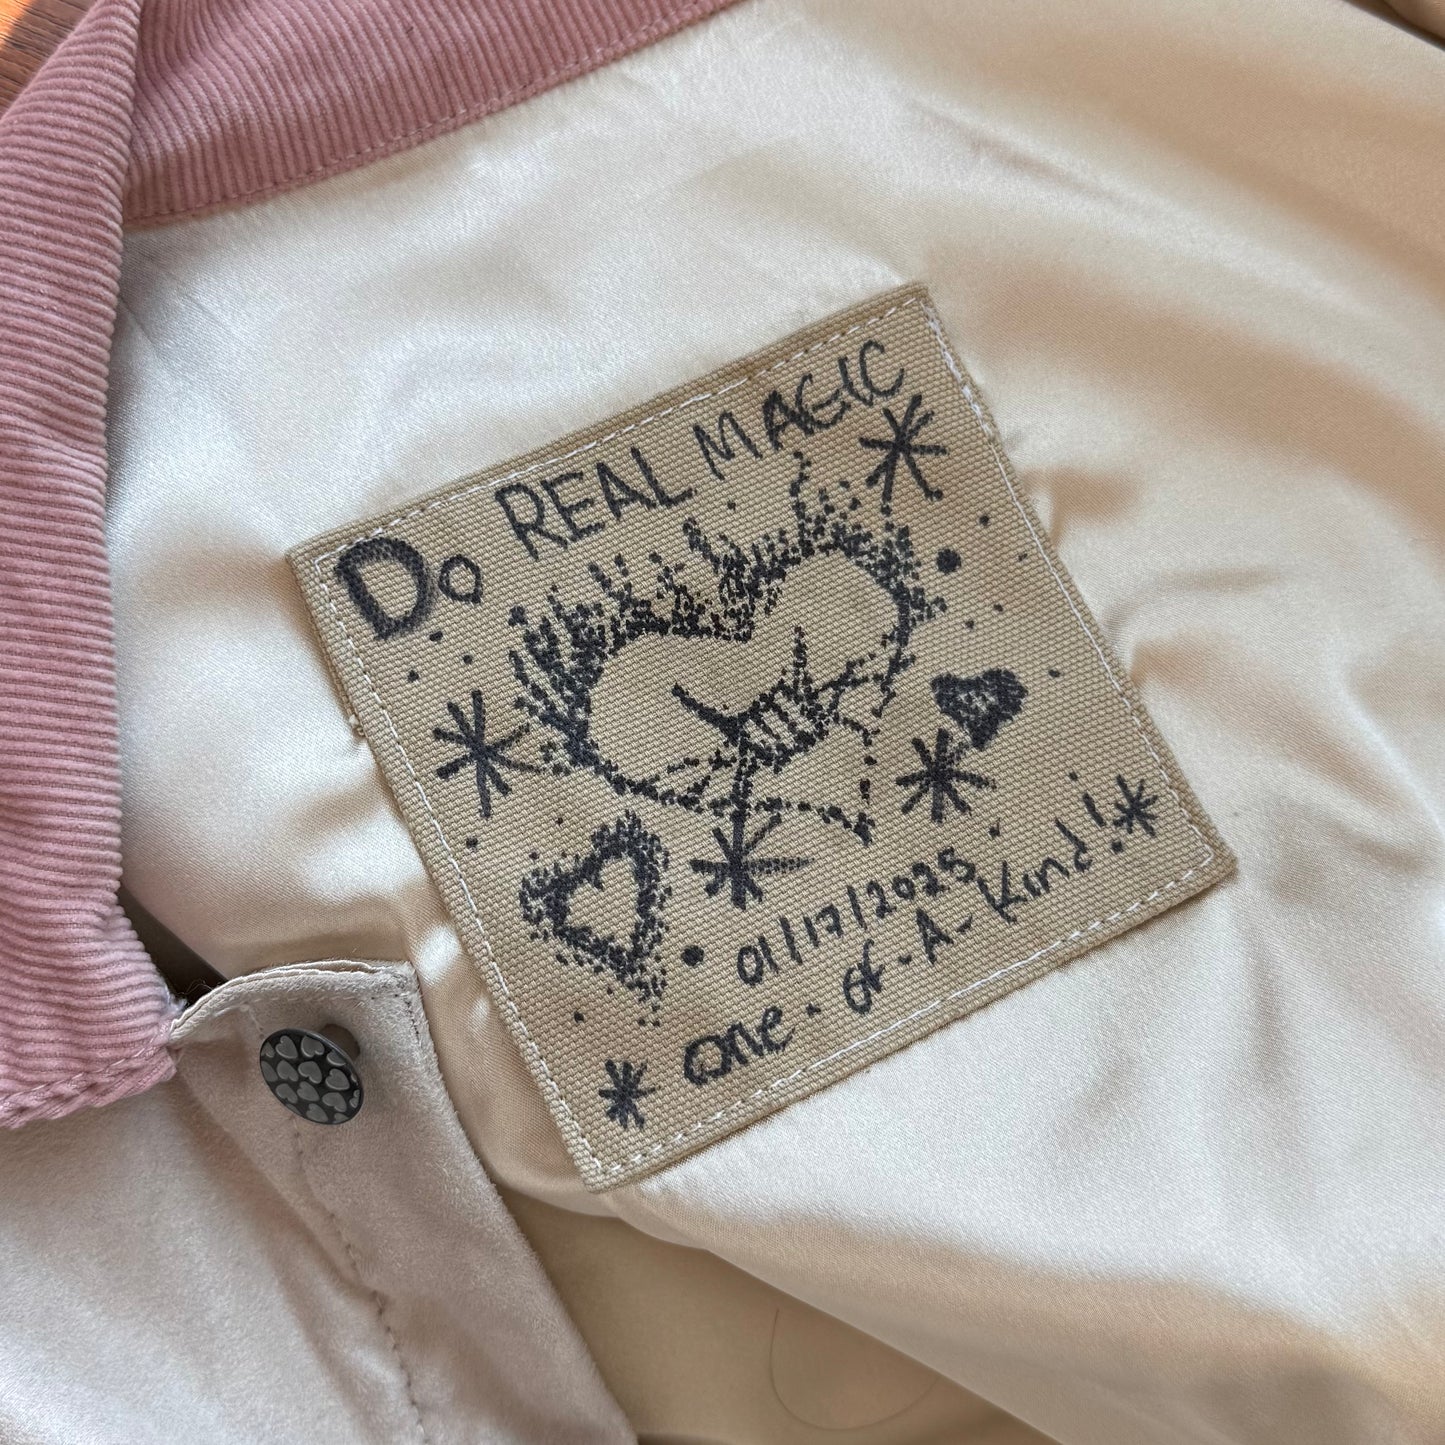 Do REAL MAGIC
01/17/2025
one-of-A-Kind!